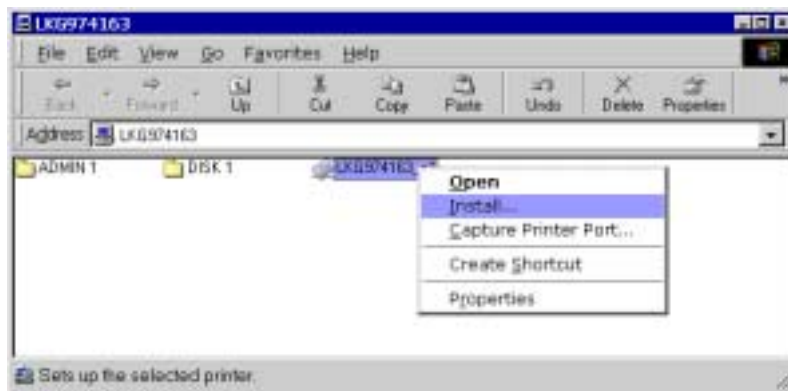 LKG974163
File Edit View Go Favorites Help
Back Forward Up Cut Copy Paste Undo Delete Properties
Address LKG974163
ADMIN 1 DISK 1
Open
Install...
Capture Printer Port...
Create Shortcut
Properties
Sets up the selected printer.